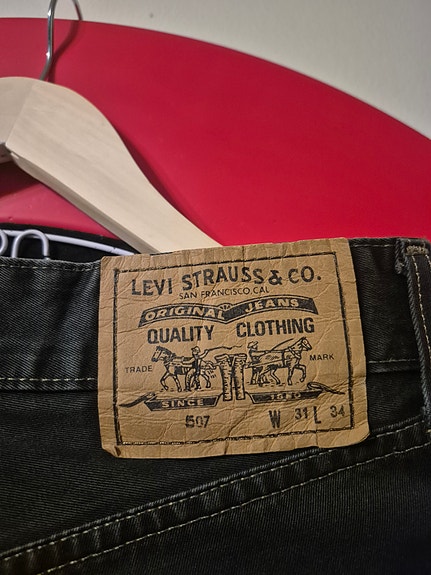 LEVI STRAUSS & CO.
SAN FRANCISCO.CAL
ORIGINAL JEANS
QUALITY CLOTHING
TRADE MARK
SINCE 1850
507 W 31 L 34